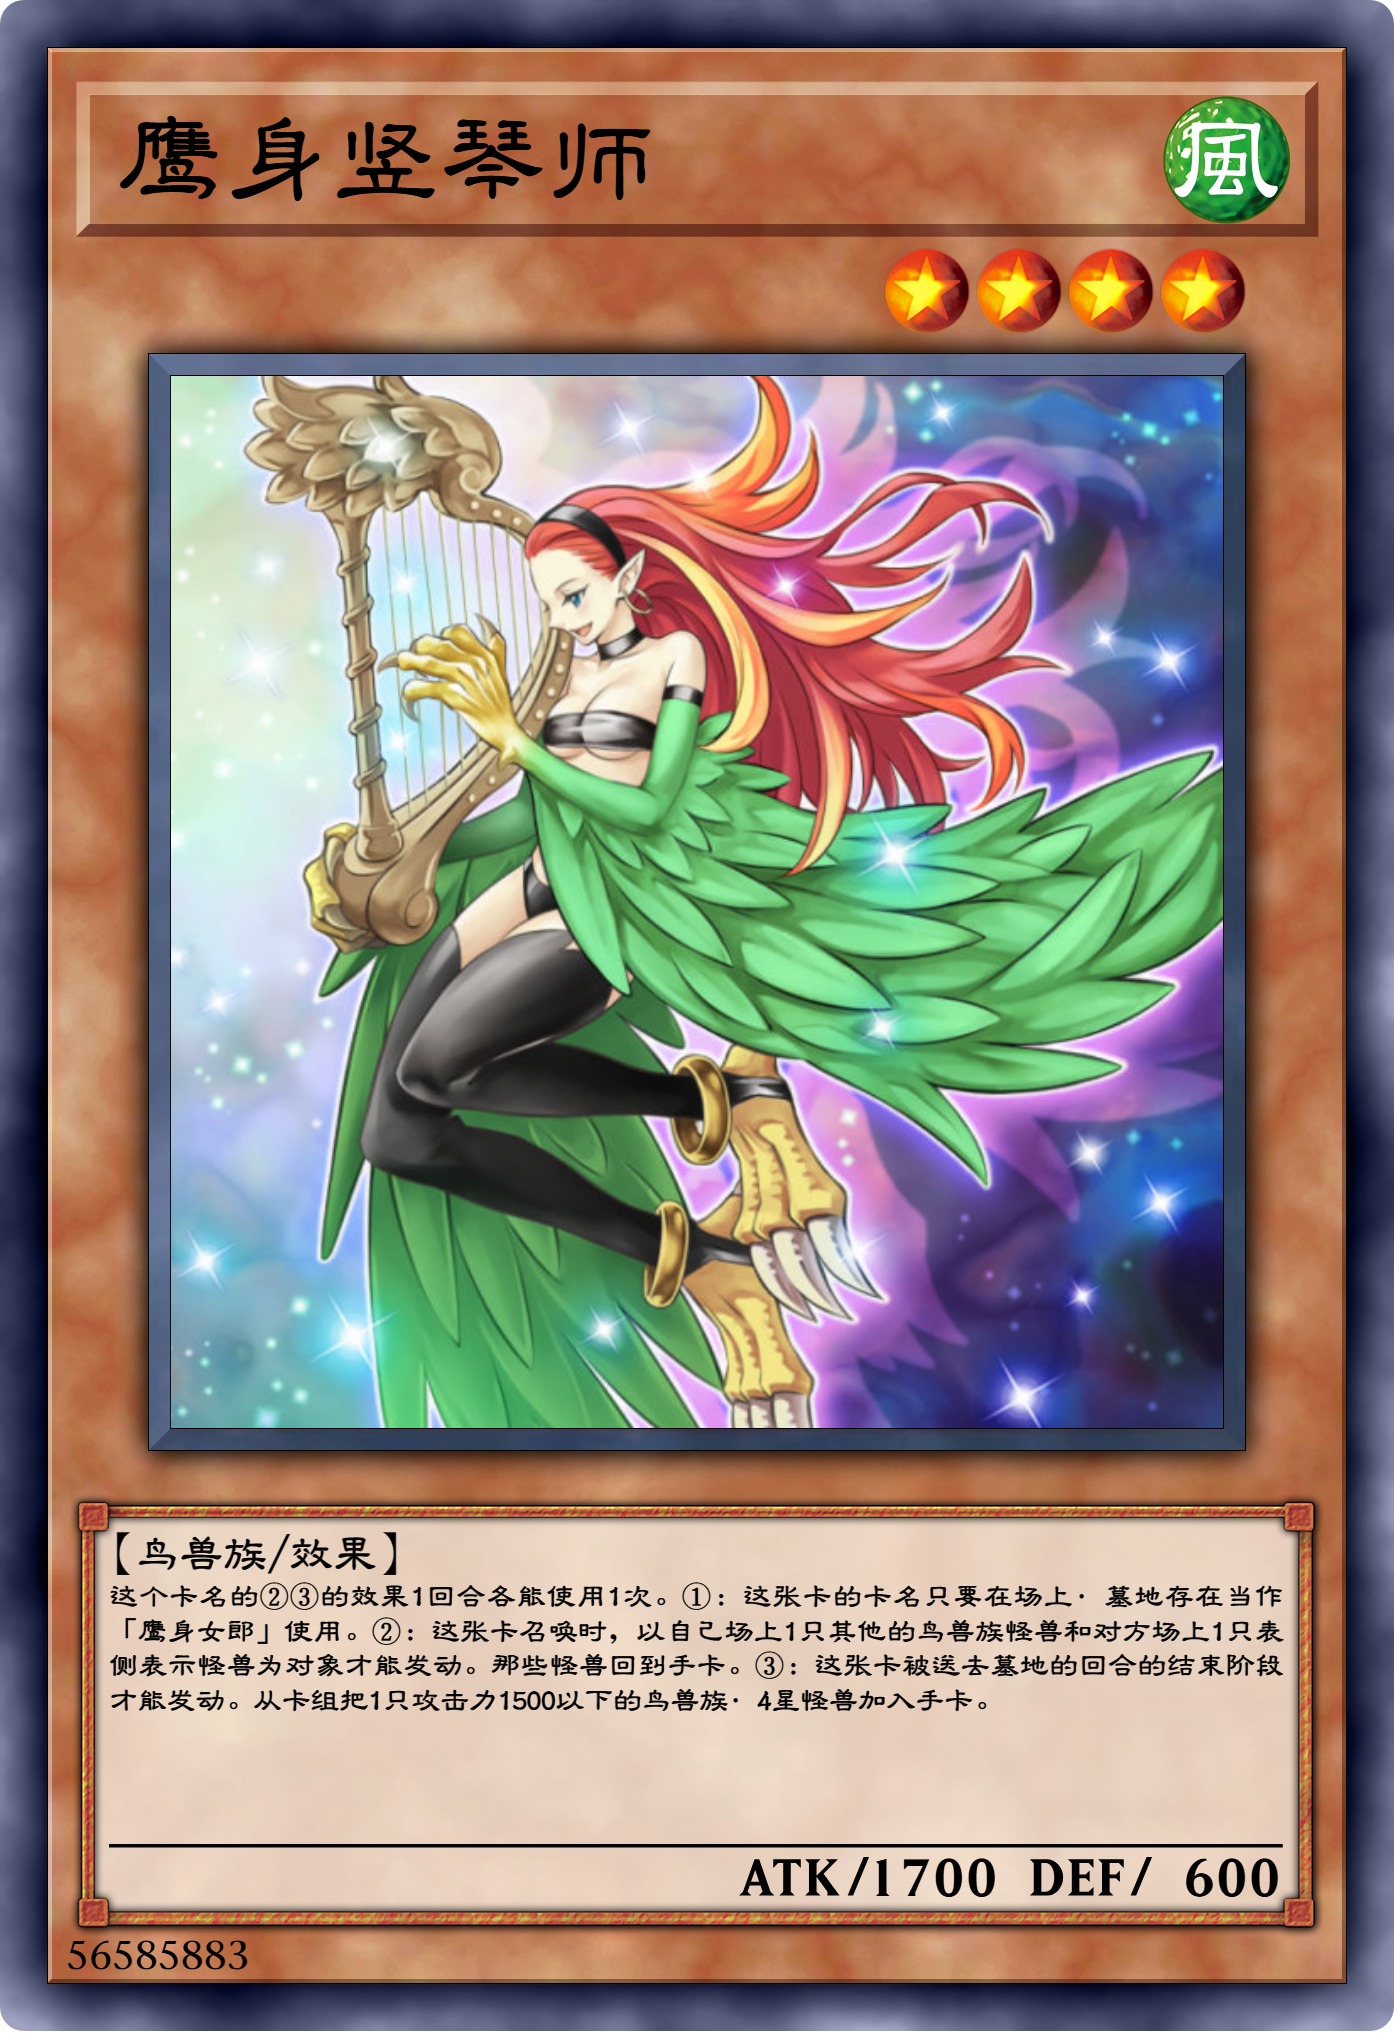 鹰身竖琴师
風
【鸟兽族/效果】
这个卡名的②③的效果1回合各能使用1次。①：这张卡的卡名只要在场上·墓地存在当作
「鹰身女郎」使用。②：这张卡召唤时，以自己场上1只其他的鸟兽族怪兽和对方场上1只表
侧表示怪兽为对象才能发动。那些怪兽回到手卡。③：这张卡被送去墓地的回合的结束阶段
才能发动。从卡组把1只攻击力1500以下的鸟兽族·4星怪兽加入手卡。
ATK/1700 DEF/ 600
56585883